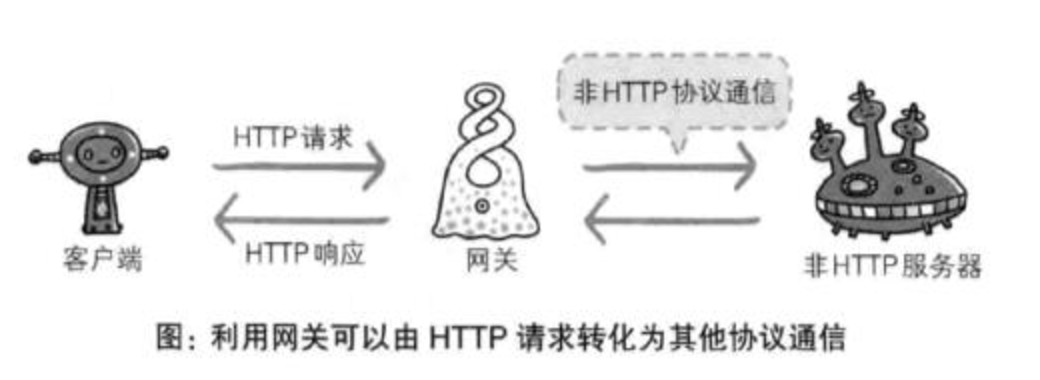 非HTTP协议通信
HTTP请求
HTTP响应
客户端
网关
非HTTP服务器
图：利用网关可以由 HTTP 请求转化为其他协议通信